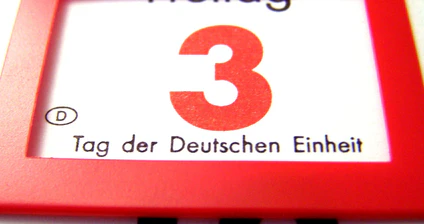 3
D
Tag der Deutschen Einheit